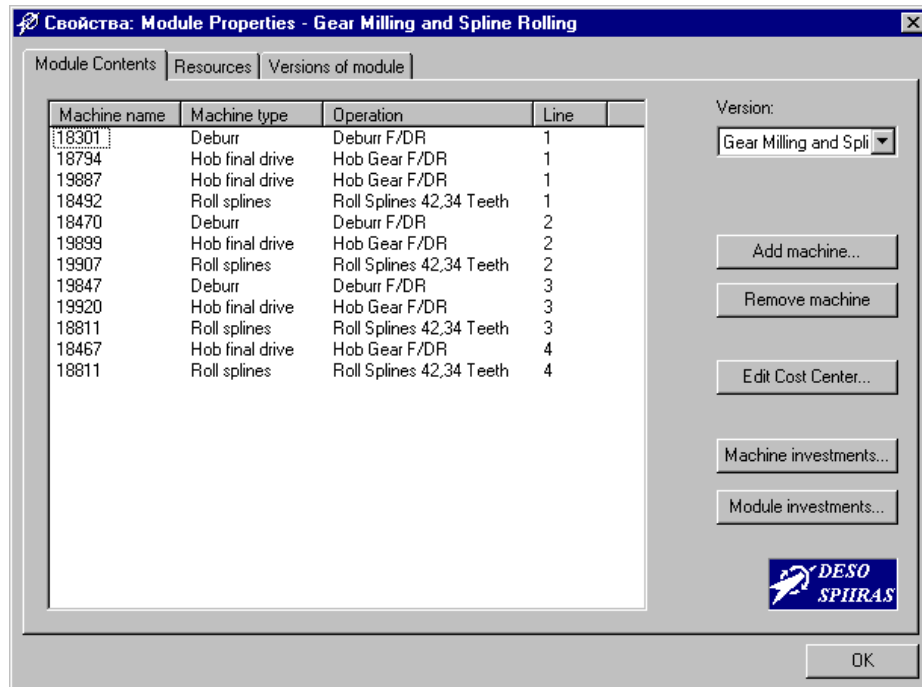 Свойства: Module Properties - Gear Milling and Spline Rolling
Module Contents Resources Versions of module
Machine name Machine type Operation Line
18301 Deburr Deburr F/DR 1
18794 Hob final drive Hob Gear F/DR 1
19887 Hob final drive Hob Gear F/DR 1
18492 Roll splines Roll Splines 42,34 Teeth 1
18470 Deburr Deburr F/DR 2
19899 Hob final drive Hob Gear F/DR 2
19907 Roll splines Roll Splines 42,34 Teeth 2
19847 Deburr Deburr F/DR 3
19920 Hob final drive Hob Gear F/DR 3
18811 Roll splines Roll Splines 42,34 Teeth 3
18467 Hob final drive Hob Gear F/DR 4
18811 Roll splines Roll Splines 42,34 Teeth 4
Version:
Gear Milling and Spli
Add machine...
Remove machine
Edit Cost Center...
Machine investments...
Module investments...
DESO
SPIIRAS
OK